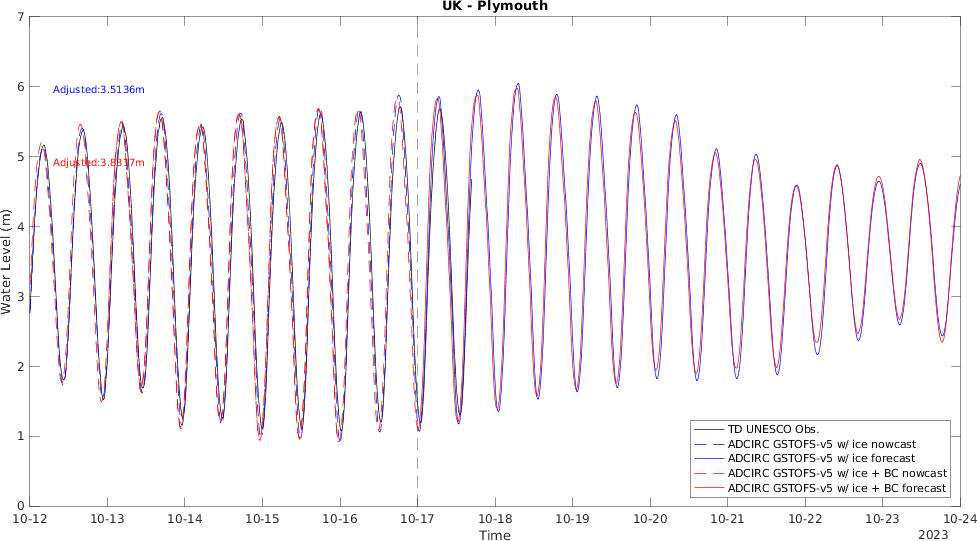 UK - Plymouth
7
6
5
4
3
2
1
0
Water Level (m)
Adjusted:3.5136m
Adjusted:3.8317m
TD UNESCO Obs.
ADCIRC GSTOFS-v5 w/ ice nowcast
ADCIRC GSTOFS-v5 w/ ice forecast
ADCIRC GSTOFS-v5 w/ ice + BC nowcast
ADCIRC GSTOFS-v5 w/ ice + BC forecast
10-12 10-13 10-14 10-15 10-16 10-17 10-18 10-19 10-20 10-21 10-22 10-23 10-24
Time
2023